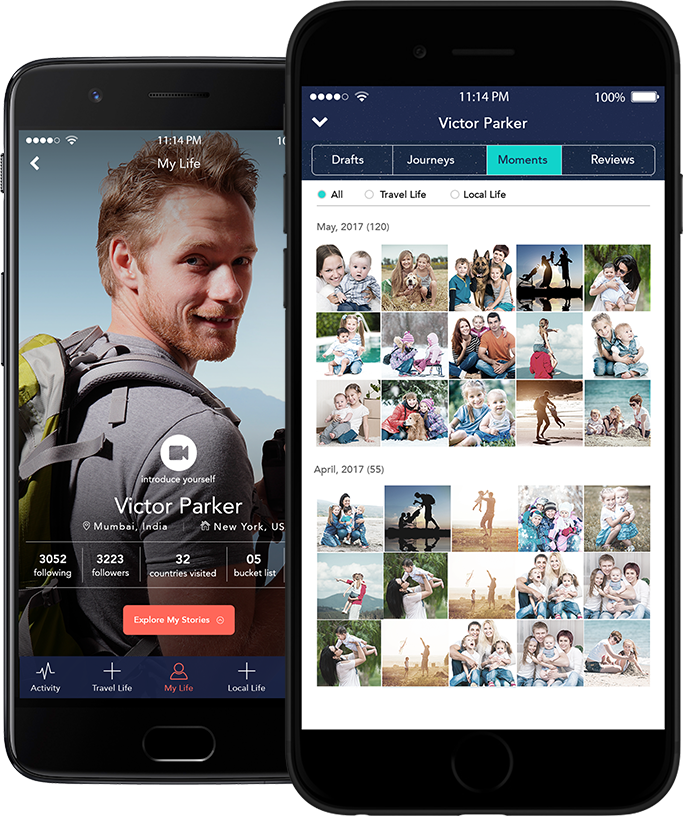 11:14 PM
10
My Life
introduce yourself
Victor Parker
Mumbai, India
New York, US
3052
3223
32
05
following
followers
countries visited
bucket list
Explore My Stories
Activity
Travel Life
My Life
Local Life
11:14 PM
100%
Victor Parker
Drafts
Journeys
Moments
Reviews
All
Travel Life
Local Life
May, 2017 (120)
April, 2017 (55)